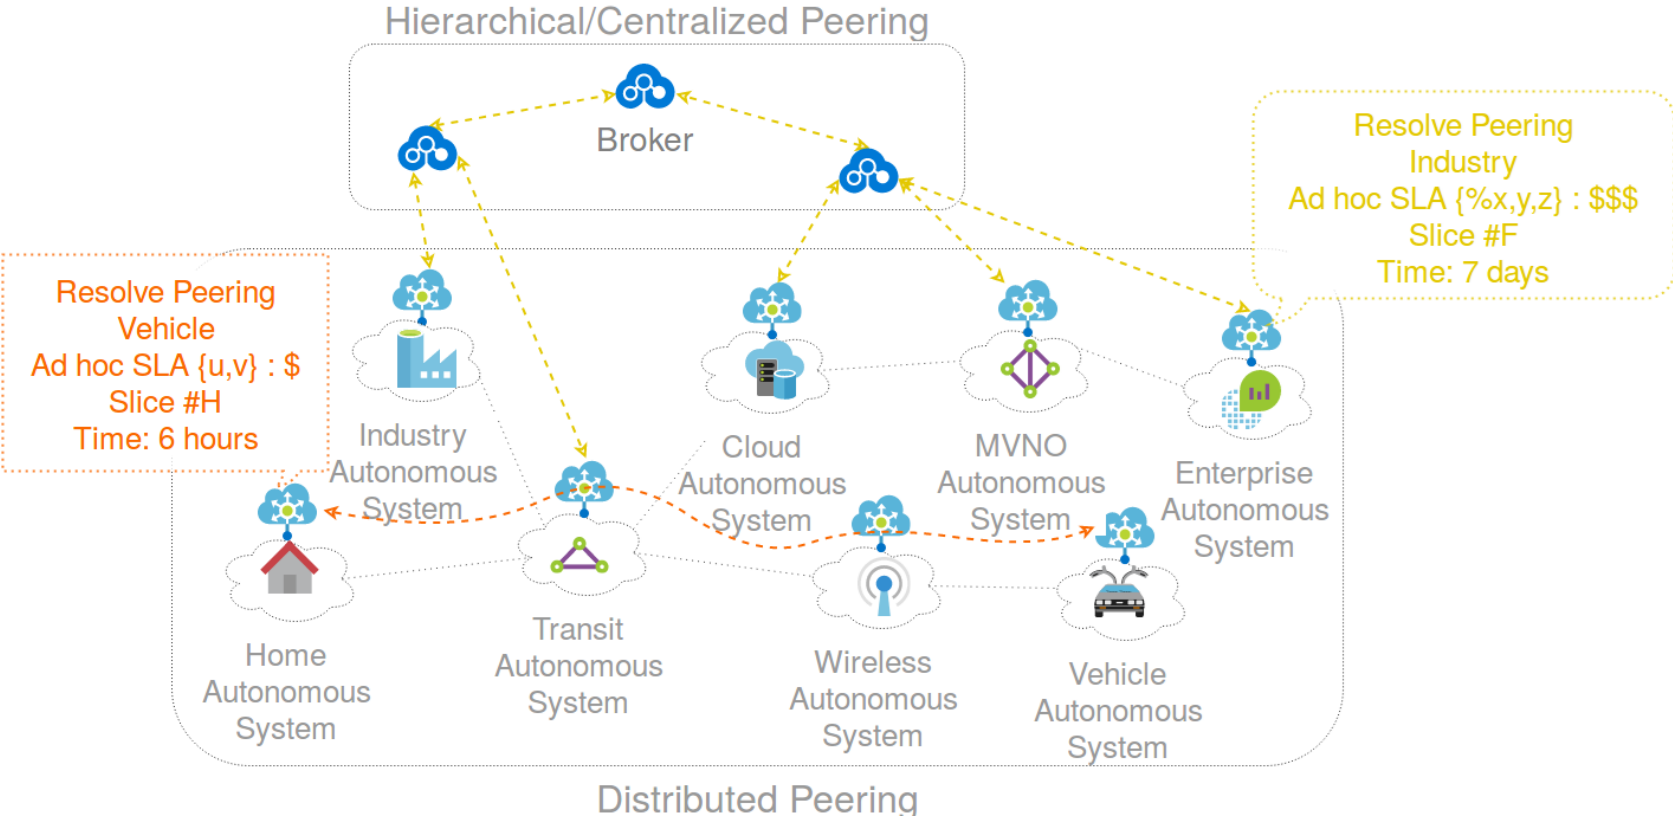 Hierarchical/Centralized Peering
Broker
Resolve Peering
Industry
Ad hoc SLA {%x,y,z} : $$$
Slice #F
Time: 7 days
Resolve Peering
Vehicle
Ad hoc SLA {u,v} : $
Slice #H
Time: 6 hours
Industry
Autonomous
System
Cloud
Autonomous
System
MVNO
Autonomous
System
Enterprise
Autonomous
System
Home
Autonomous
System
Transit
Autonomous
System
Wireless
Autonomous
System
Vehicle
Autonomous
System
Distributed Peering